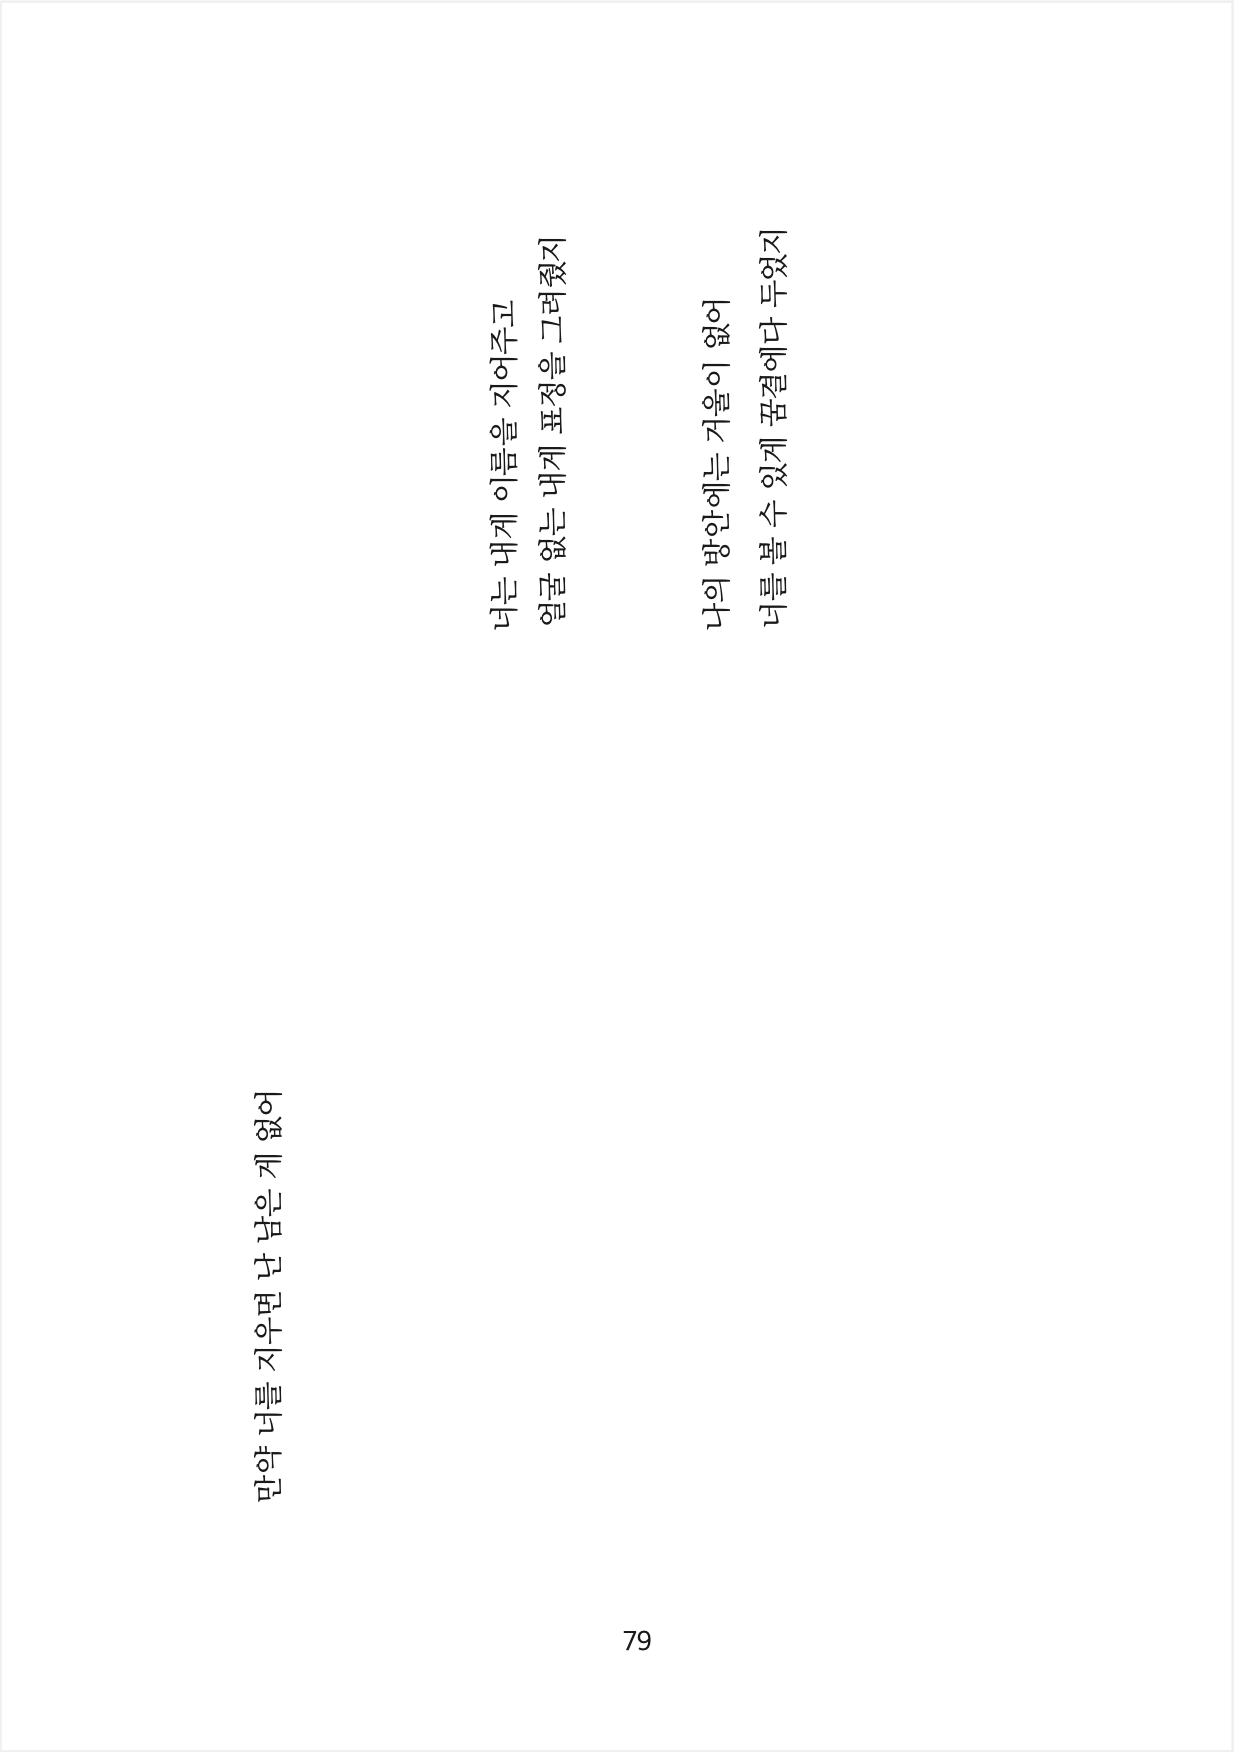 만약 너를 지우면 난 남은 게 없어
너는 내게 이름을 지어주고
얼굴 없는 내게 표정을 그려줬지
나의 방안에는 거울이 없어
너를 볼 수 있게 꿈결에다 두었지
79